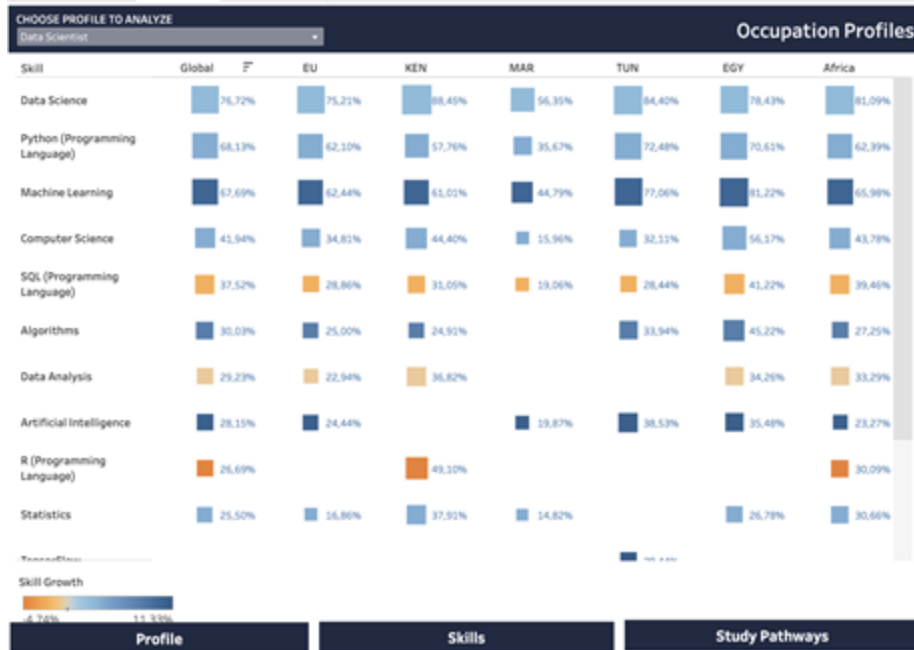 CHOOSE PROFILE TO ANALYZE
Data Scientist
Occupation Profiles
Skill Global EU KEN MAR TUN EGY Africa
Data Science 76,72% 75,21% 88,45% 56,35% 84,40% 78,43% 81,09%
Python (Programming
Language) 68,13% 62,10% 57,76% 35,67% 72,48% 70,61% 62,39%
Machine Learning 67,69% 62,44% 61,01% 44,79% 77,06% 81,22% 65,98%
Computer Science 41,94% 34,81% 44,40% 15,96% 32,11% 56,17% 43,78%
SQL (Programming
Language) 37,52% 28,86% 31,05% 19,06% 28,44% 41,22% 39,46%
Algorithms 30,03% 25,00% 24,91% 33,94% 45,22% 27,25%
Data Analysis 29,23% 22,94% 36,82% 34,26% 33,29%
Artificial Intelligence 28,15% 24,44% 19,87% 38,53% 35,48% 23,27%
R (Programming
Language) 26,69% 49,10% 30,09%
Statistics 25,50% 16,86% 37,91% 14,82% 26,78% 30,66%
Skill Growth
-4,74% 11,33%
Profile Skills Study Pathways